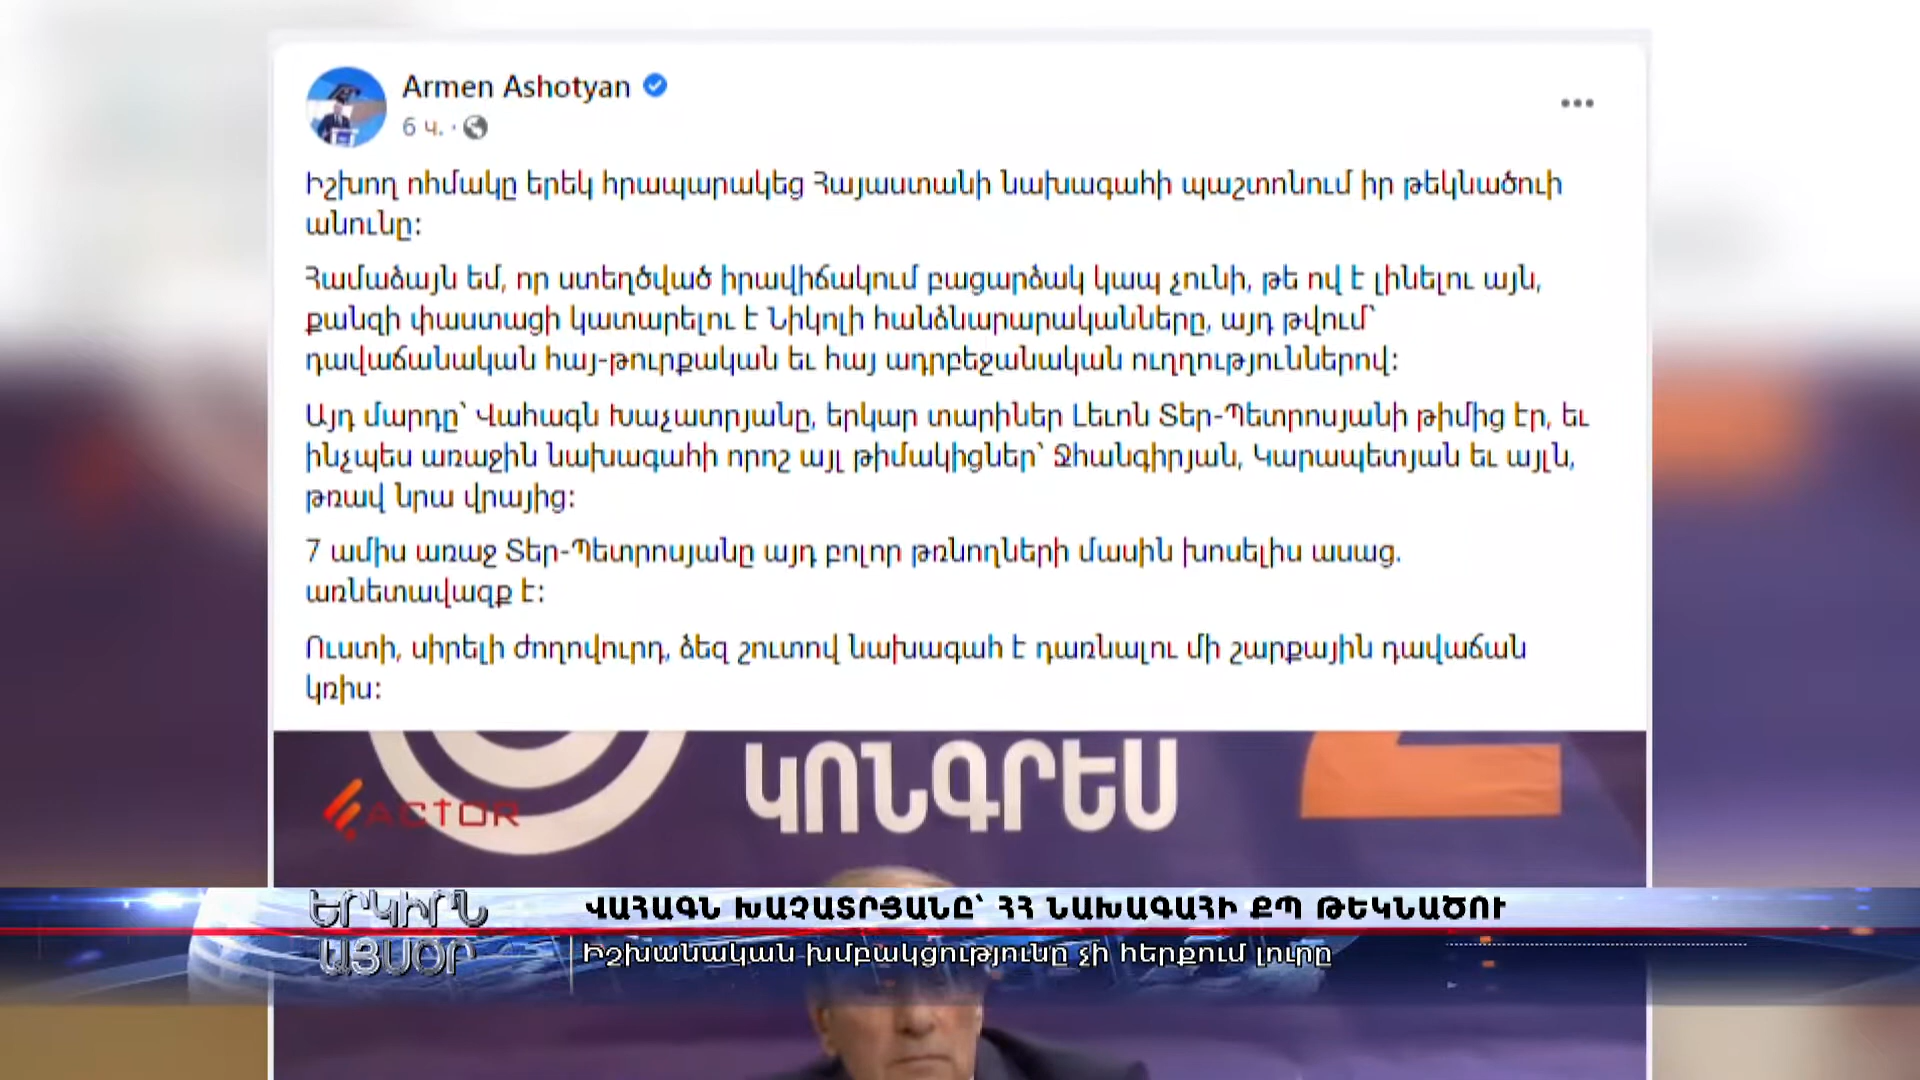 Armen Ashotyan
6 ч. ·
Իշխող ոհմակը երեկ հրապարակեց Հայաստանի նախագահի պաշտոնում իր թեկնածուի
անունը:
Համաձայն եմ, որ ստեղծված իրավիճակում բացարձակ կապ չունի, թե ով է լինելու այն,
քանզի փաստացի կատարելու է Նիկոլի հանձնարարականները, այդ թվում՝
դավաճանական հայ-թուրքական եւ հայ ադրբեջանական ուղղություններով:
Այդ մարդը՝ Վահագն Խաչատրյանը, երկար տարիներ Լեւոն Տեր-Պետրոսյանի թիմից էր, եւ
ինչպես առաջին նախագահի որոշ այլ թիմակիցներ՝ Ջհանգիրյան, Կարապետյան եւ այլն,
թռավ նրա վրայից:
7 ամիս առաջ Տեր-Պետրոսյանը այդ բոլոր թռնողների մասին խոսելիս ասաց.
առնետավազք է:
Ուստի, սիրելի ժողովուրդ, ձեզ շուտով նախագահ է դառնալու մի շարքային դավաճան
կռիս:
ԿՈՆԳՐԵՍ 2
FACTOR
ԵՐԿԻՐՆ
ԱՅՍՕՐ
ՎԱՀԱԳՆ ԽԱՉԱՏՐՅԱՆԸ՝ ՀՀ ՆԱԽԱԳԱՀԻ ՔՊ ԹԵԿՆԱԾՈՒ
Իշխանական խմբակցությունը չի հերքում լուրը